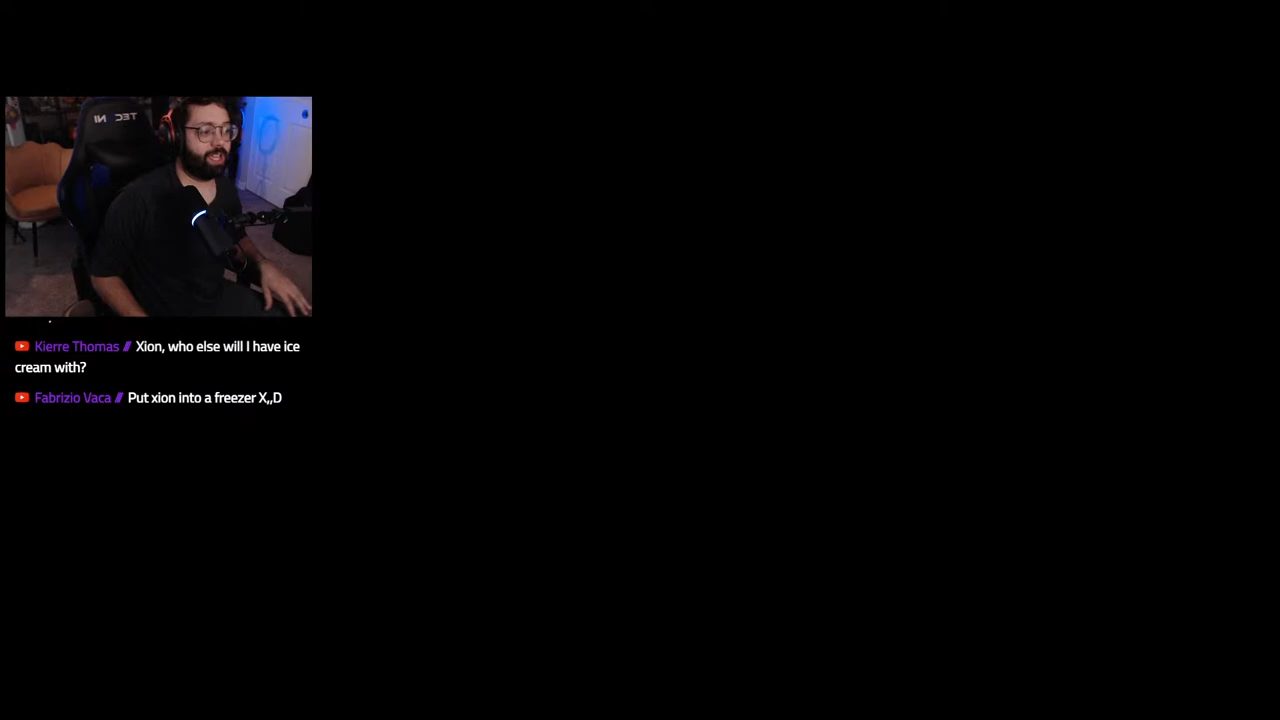 Kierre Thomas /// Xion, who else will I have ice
cream with?
Fabrizio Vaca /// Put xion into a freezer X,,D